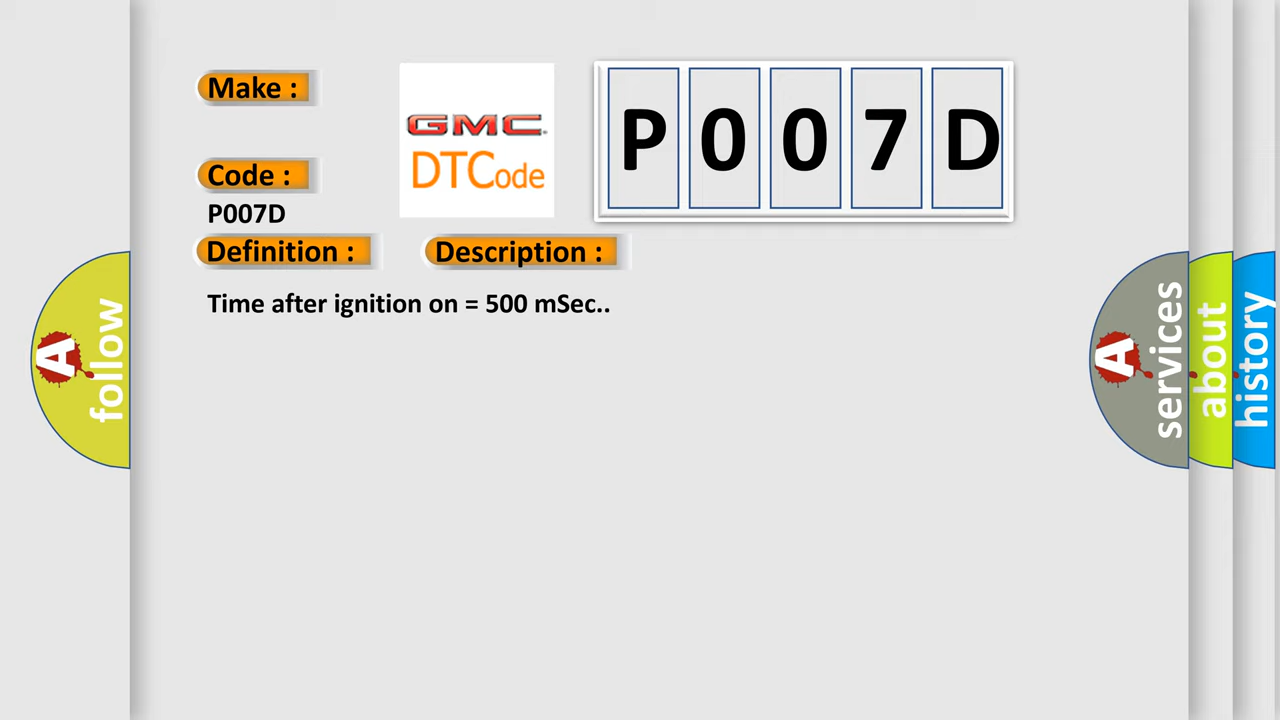 Make :
GMC
DTCode
P007D
Code :
P007D
Definition :
Description :
Time after ignition on = 500 mSec..
A follow
A services
about
history